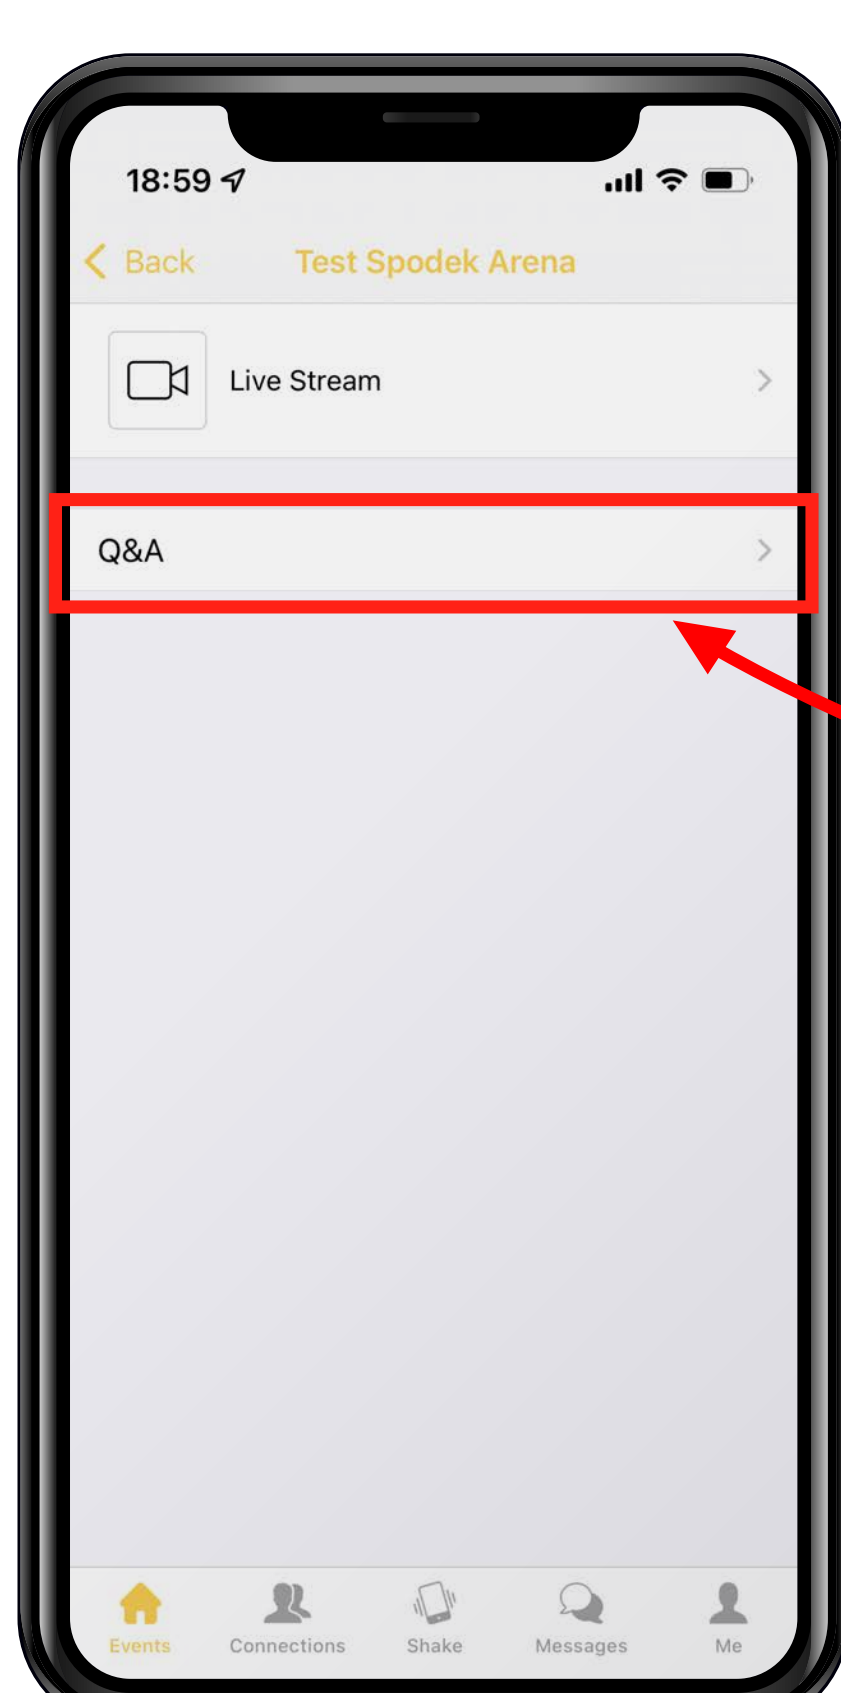 18:59
Back
Test Spodek Arena
Live Stream
Q&A
Events
Connections
Shake
Messages
Me